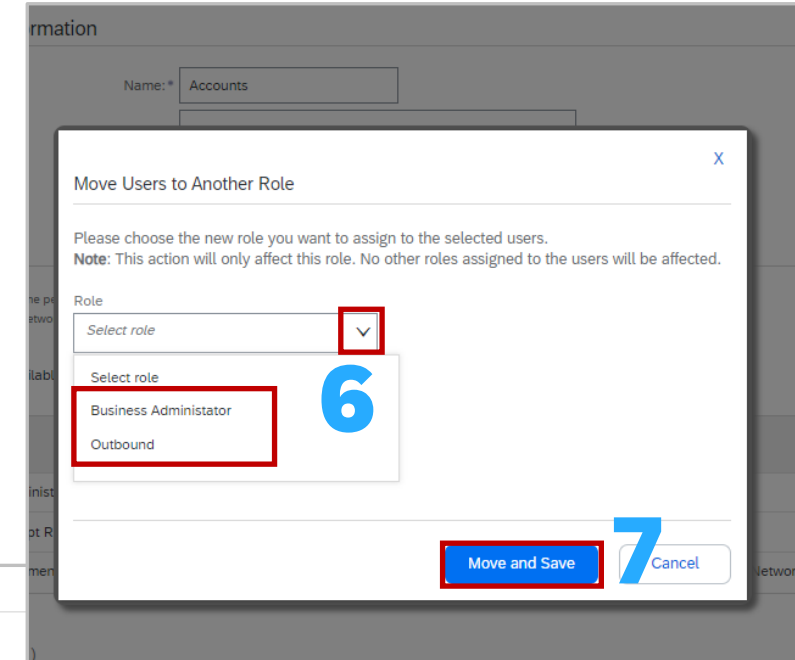 rmation
Name:* Accounts
X
Move Users to Another Role
Please choose the new role you want to assign to the selected users.
Note: This action will only affect this role. No other roles assigned to the users will be affected.
Role
Select role
6
Select role
Business Administator
Outbound
7
Move and Save
Cancel